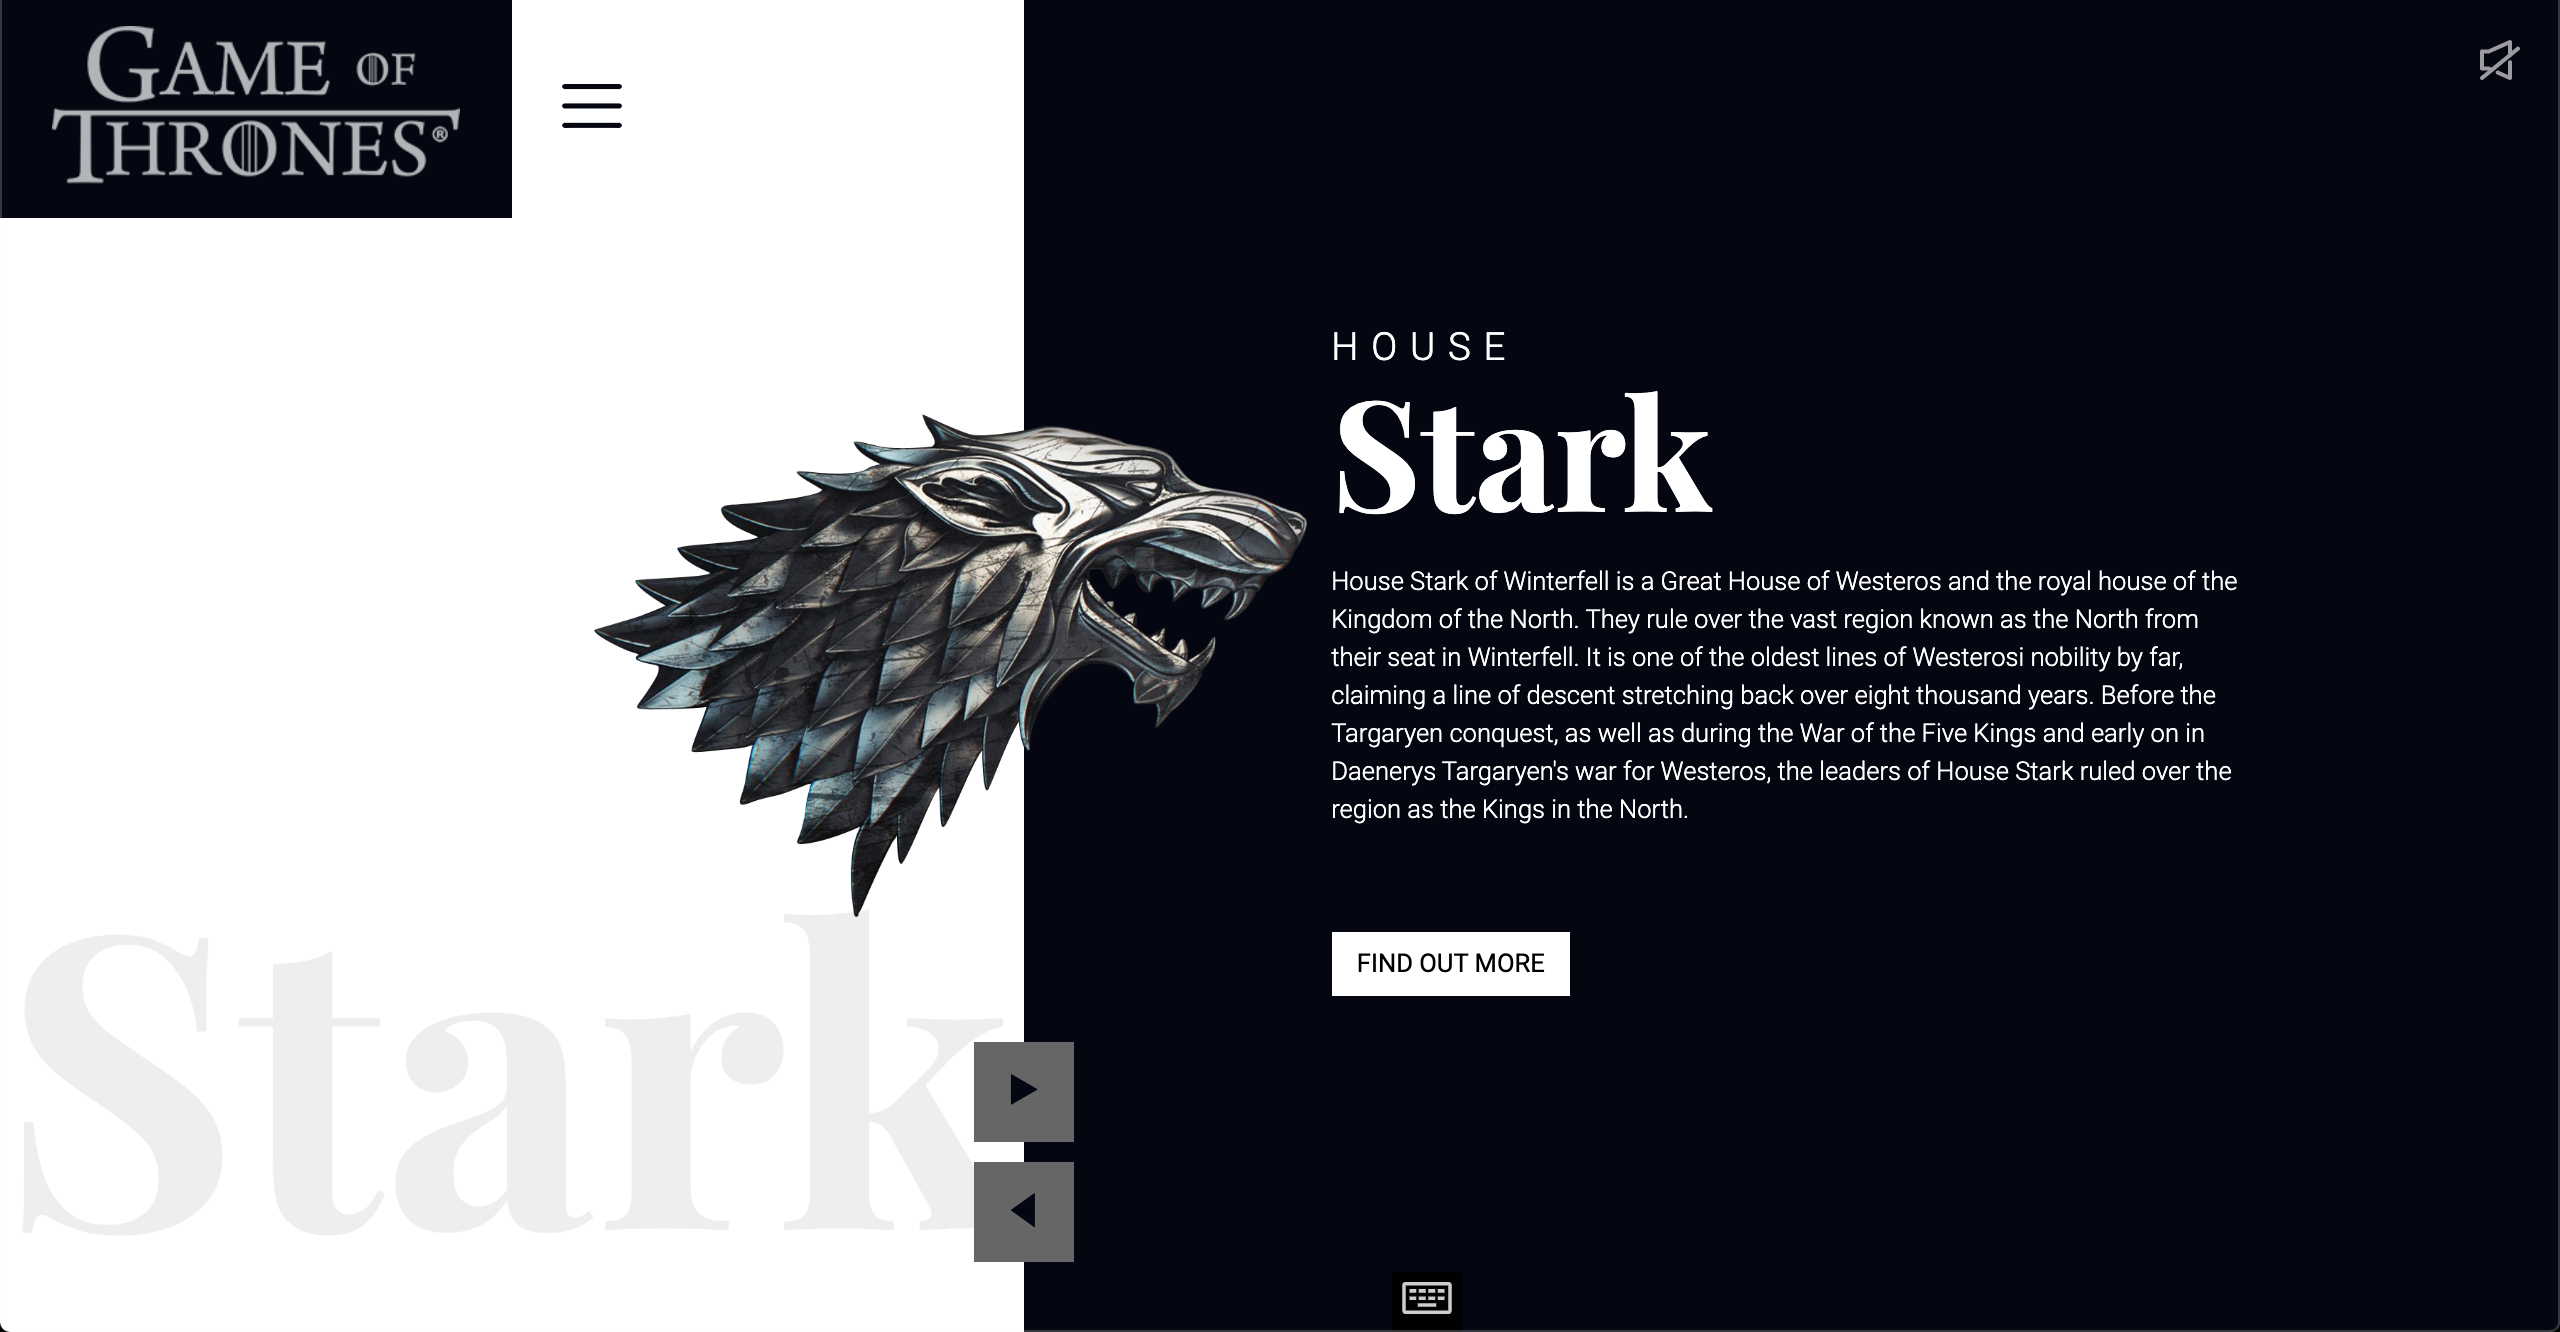 GAME OF
THRONES®
HOUSE
Stark
House Stark of Winterfell is a Great House of Westeros and the royal house of the
Kingdom of the North. They rule over the vast region known as the North from
their seat in Winterfell. It is one of the oldest lines of Westerosi nobility by far,
claiming a line of descent stretching back over eight thousand years. Before the
Targaryen conquest, as well as during the War of the Five Kings and early on in
Daenerys Targaryen's war for Westeros, the leaders of House Stark ruled over the
region as the Kings in the North.
FIND OUT MORE
Stark